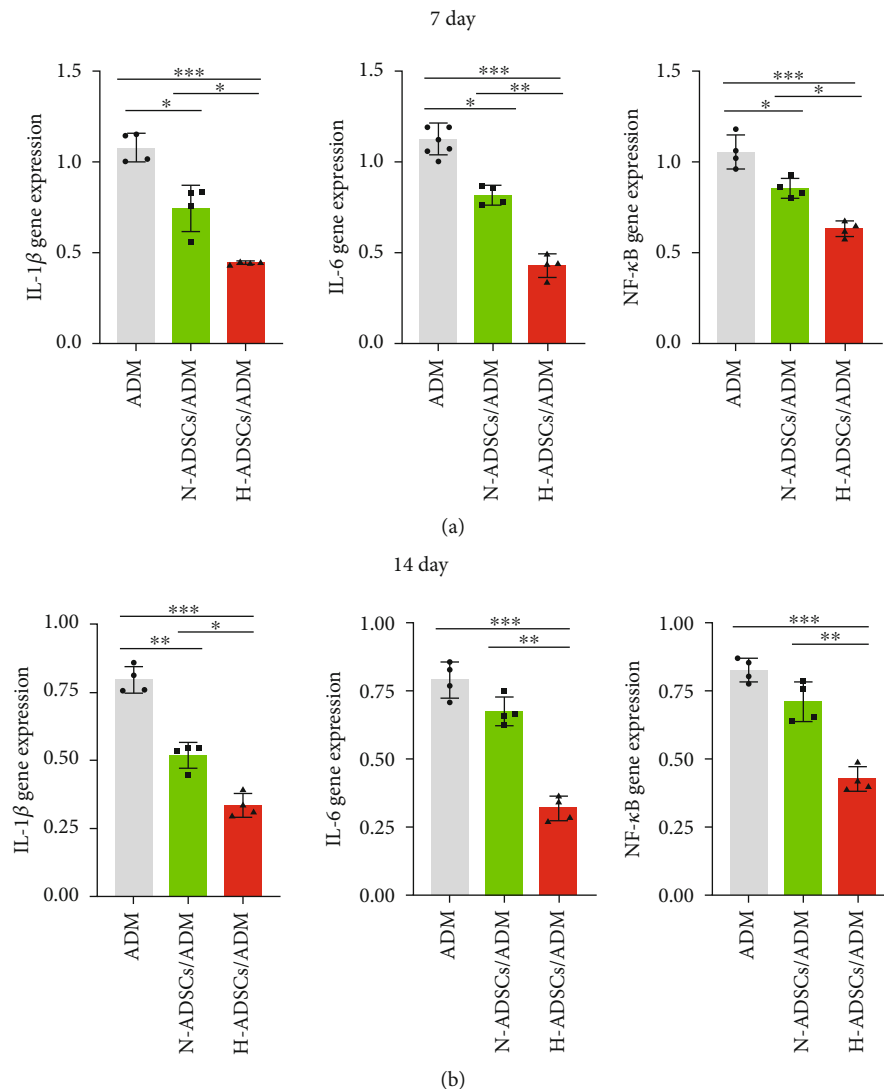 7 day
IL-1β gene expression
1.5
1.0
0.5
0.0
***
*
*
ADM
N-ADSCs/ADM
H-ADSCs/ADM
IL-6 gene expression
1.5
1.0
0.5
0.0
***
**
*
ADM
N-ADSCs/ADM
H-ADSCs/ADM
NF-κB gene expression
1.5
1.0
0.5
0.0
***
*
*
ADM
N-ADSCs/ADM
H-ADSCs/ADM
(a)
14 day
IL-1β gene expression
1.00
0.75
0.50
0.25
0.00
***
*
**
ADM
N-ADSCs/ADM
H-ADSCs/ADM
IL-6 gene expression
1.00
0.75
0.50
0.25
0.00
***
**
ADM
N-ADSCs/ADM
H-ADSCs/ADM
NF-κB gene expression
1.00
0.75
0.50
0.25
0.00
***
**
ADM
N-ADSCs/ADM
H-ADSCs/ADM
(b)